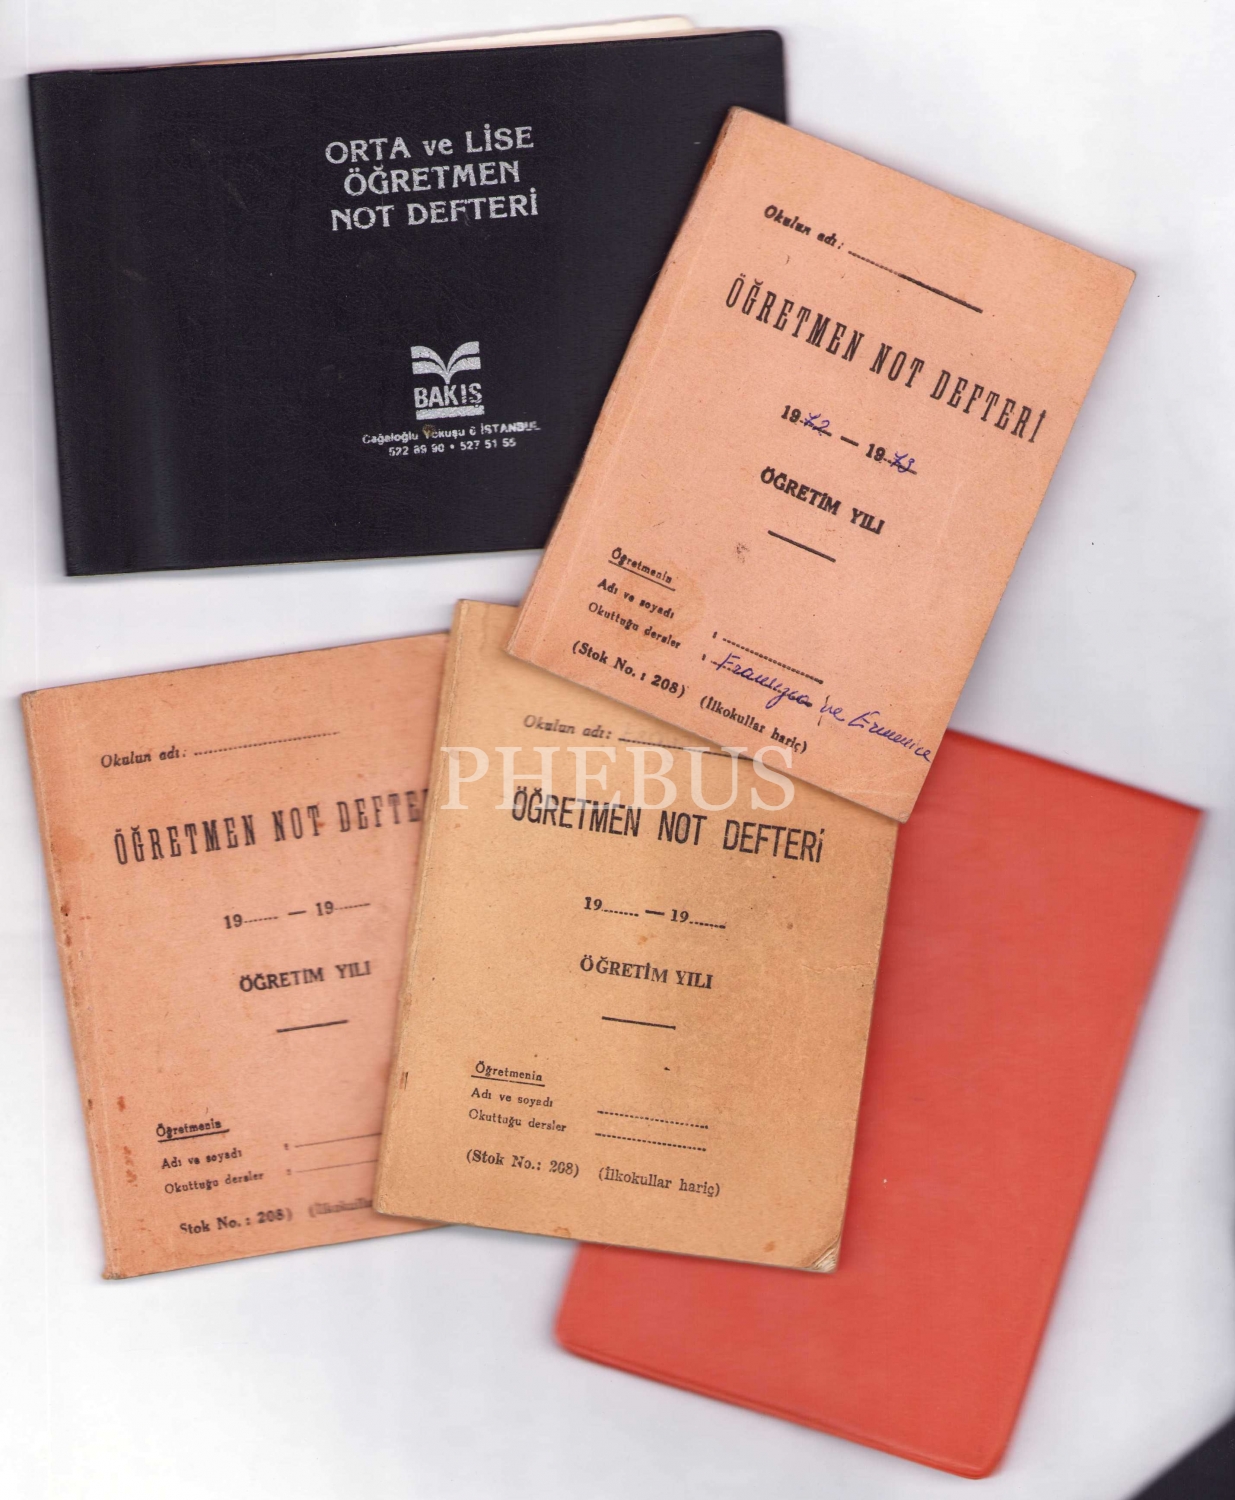 ORTA ve LİSE
ÖĞRETMEN
NOT DEFTERİ
BAKIŞ
Cağaloğlu Yokuşu 6 İSTANBUL
522 89 90 • 527 51 55
Okulun adı:
ÖĞRETMEN NOT DEFTERİ
1972 — 1973
ÖĞRETİM YILI
Öğretmenin
Adı ve soyadı :
Okuttuğu dersler : Fransızca ve Ermenice
(Stok No. : 208) (İlkokullar hariç)
Okulun adı:
ÖĞRETMEN NOT DEFTE
19....... — 19.......
ÖĞRETİM YILI
Öğretmenin
Adı ve soyadı :
Okuttuğu dersler :
Stok No. : 208)
Okulun adı:
PHEBUS
ÖĞRETMEN NOT DEFTERİ
19....... — 19.......
ÖĞRETİM YILI
Öğretmenin
Adı ve soyadı
Okuttuğu dersler
(Stok No.: 208) (İlkokullar hariç)